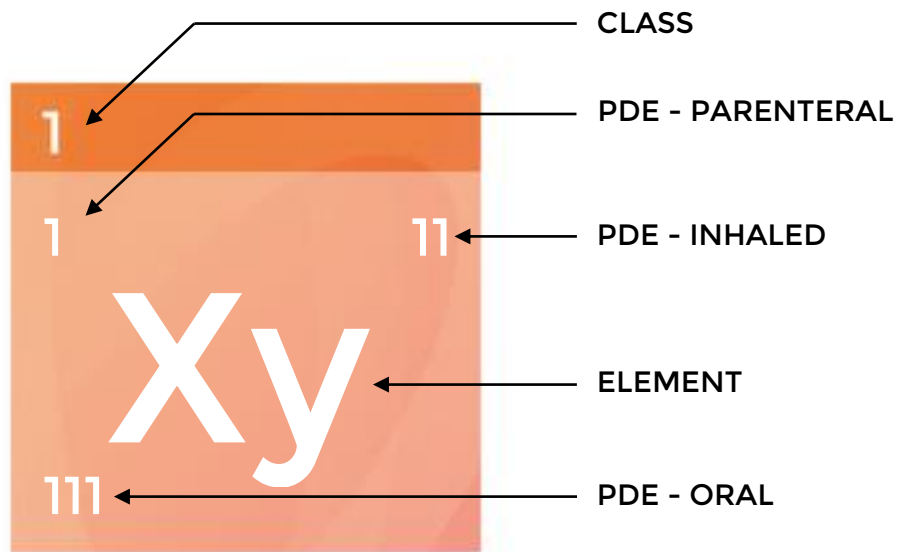 CLASS
1
PDE - PARENTERAL
1
11
PDE - INHALED
Xy
ELEMENT
111
PDE - ORAL